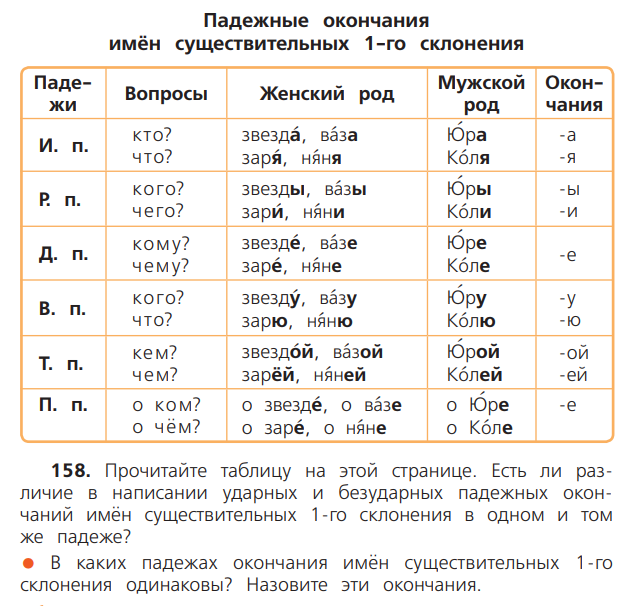 Падежные окончания
имён существительных 1-го склонения
Паде-
жи
Вопросы
Женский род
Мужской
род
Окон-
чания
И. п.
кто?
что?
звезда́, ва́за
заря́, ня́ня
Ю́ра
Ко́ля
-а
-я
Р. п.
кого?
чего?
звезды, ва́зы
зари́, ня́ни
Ю́ры
Ко́ли
-ы
-и
Д. п.
кому?
чему?
звезде́, ва́зе
заре́, ня́не
Ю́ре
Ко́ле
-е
В. п.
кого?
что?
звезду́, ва́зу
зарю, ня́ню
Ю́ру
Ко́лю
-у
-ю
Т. п.
кем?
чем?
звездо́й, ва́зой
зарёй, ня́ней
Ю́рой
Ко́лей
-ой
-ей
П. п.
о ком?
о чём?
о звезде́, о ва́зе
о заре́, о ня́не
о Ю́ре
о Ко́ле
-е
158. Прочитайте таблицу на этой странице. Есть ли раз-
личие в написании ударных и безударных падежных окон-
чаний имён существительных 1-го склонения в одном и том
же падеже?
● В каких падежах окончания имён существительных 1-го
склонения одинаковы? Назовите эти окончания.